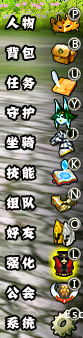 人物 P
背包 B
任务 U
守护 Y
坐骑 H
技能 K
组队 N
好友 O
强化 L
公会 I
系统 Esc